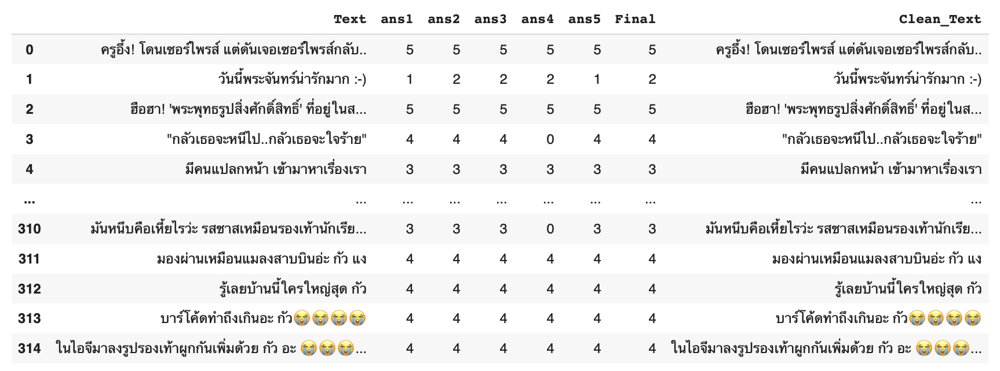 Text ans1 ans2 ans3 ans4 ans5 Final Clean_Text
0 ครูอึ้ง! โดนเซอร์ไพรส์ แต่ดันเจอเซอร์ไพรส์กลับ.. 5 5 5 5 5 5 ครูอึ้ง! โดนเซอร์ไพรส์ แต่ดันเจอเซอร์ไพรส์กลับ..
1 วันนี้พระจันทร์น่ารักมาก :-) 1 2 2 2 1 2 วันนี้พระจันทร์น่ารักมาก :-)
2 ฮือฮา! 'พระพุทธรูปสิ่งศักดิ์สิทธิ์' ที่อยู่ในส... 5 5 5 5 5 5 ฮือฮา! 'พระพุทธรูปสิ่งศักดิ์สิทธิ์' ที่อยู่ในส...
3 "กลัวเธอจะหนีไป..กลัวเธอจะใจร้าย" 4 4 4 0 4 4 "กลัวเธอจะหนีไป..กลัวเธอจะใจร้าย"
4 มีคนแปลกหน้า เข้ามาหาเรื่องเรา 3 3 3 3 3 3 มีคนแปลกหน้า เข้ามาหาเรื่องเรา
... ... ... ... ... ... ... ... ...
310 มันหนึบคือเหี้ยไรว่ะ รสชาสเหมือนรองเท้านักเรีย... 3 3 3 0 3 3 มันหนึบคือเหี้ยไรว่ะ รสชาสเหมือนรองเท้านักเรีย...
311 มองผ่านเหมือนแมลงสาบบินอ่ะ กัว แง 4 4 4 4 4 4 มองผ่านเหมือนแมลงสาบบินอ่ะ กัว แง
312 รู้เลยบ้านนี้ใครใหญ่สุด กัว 4 4 4 4 4 4 รู้เลยบ้านนี้ใครใหญ่สุด กัว
313 บาร์โค้ดทำถึงเกินอะ กัว😭😭😭😭 4 4 4 4 4 4 บาร์โค้ดทำถึงเกินอะ กัว😭😭😭😭
314 ในไอจีมาลงรูปรองเท้าผูกกันเพิ่มด้วย กัว อะ 😭😭😭... 4 4 4 4 4 4 ในไอจีมาลงรูปรองเท้าผูกกันเพิ่มด้วย กัว อะ 😭😭😭...